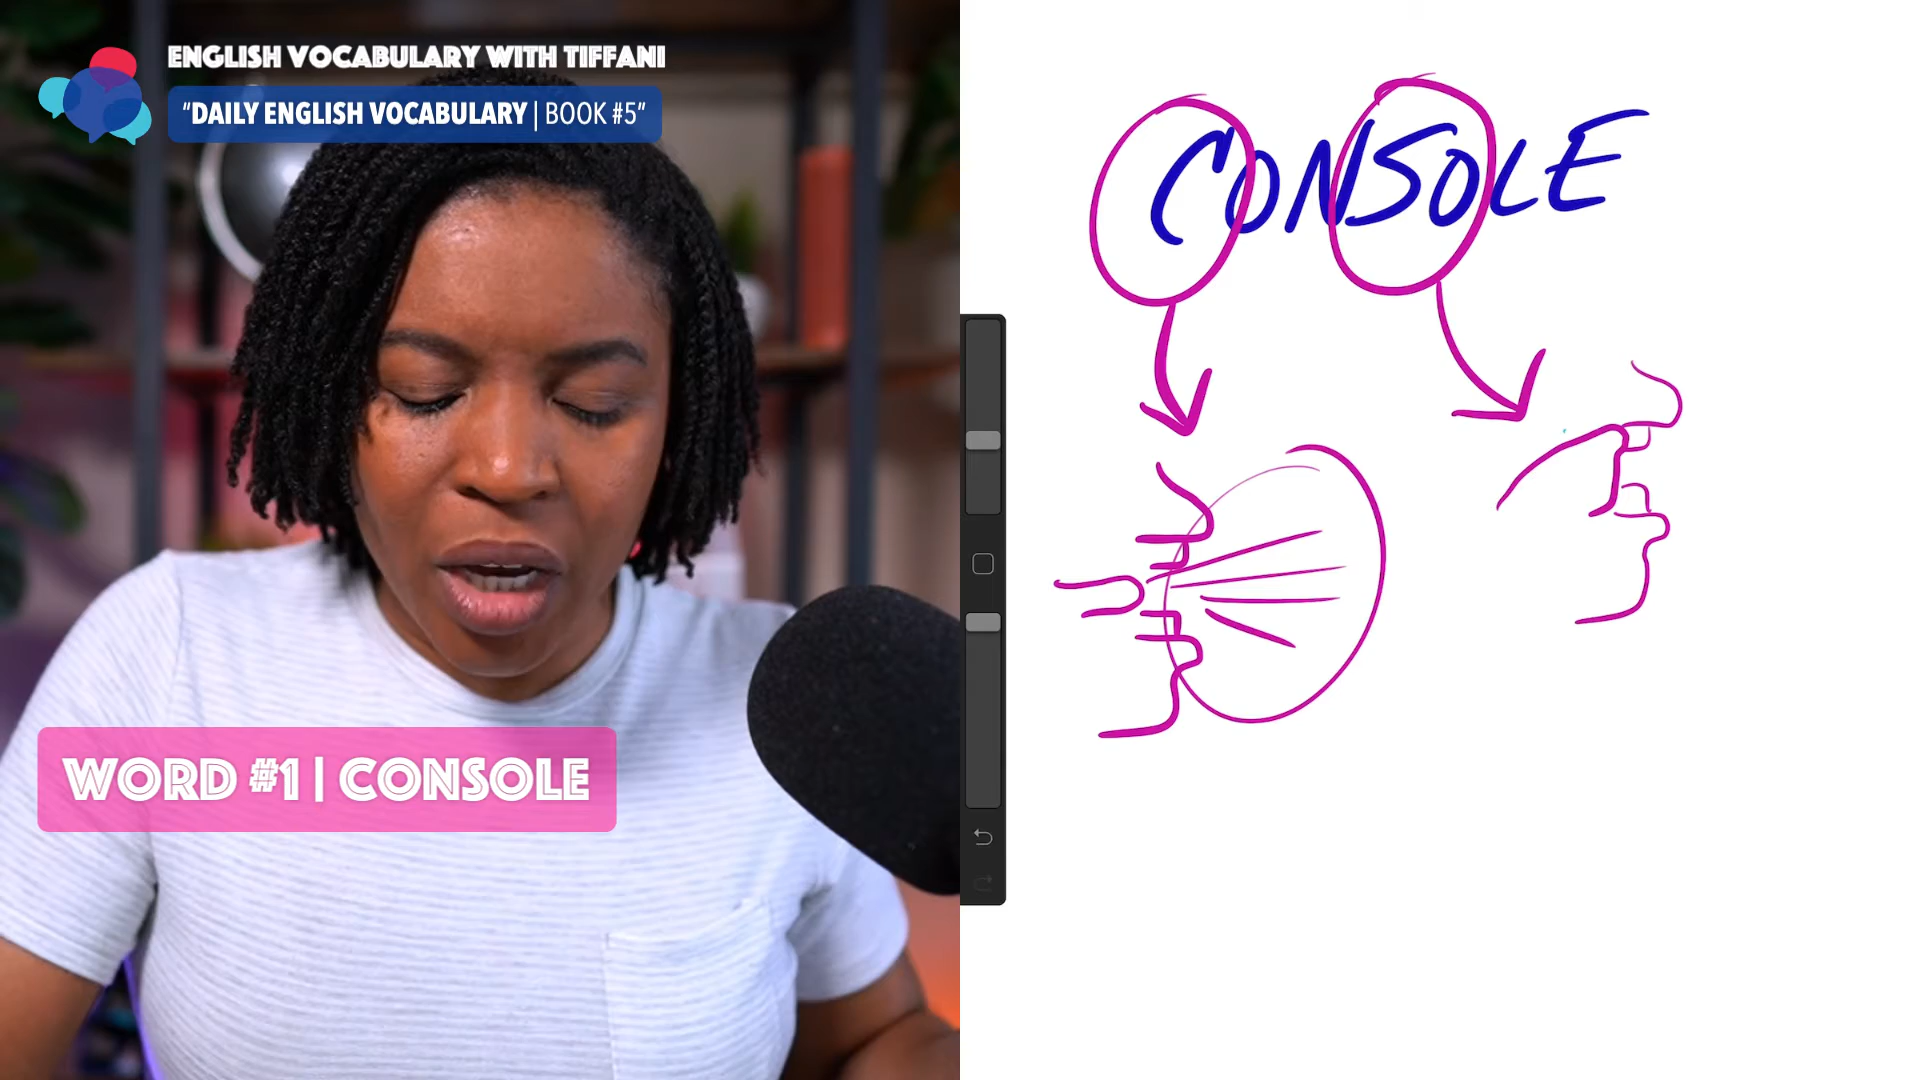 ENGLISH VOCABULARY WITH TIFFANI
"DAILY ENGLISH VOCABULARY | BOOK #5"
CONSOLE
WORD #1 | CONSOLE